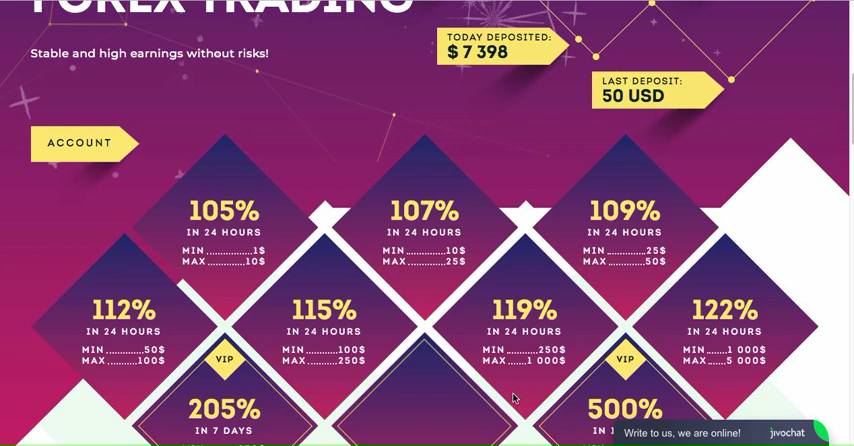 FOREX TRADING
Stable and high earnings without risks!
TODAY DEPOSITED:
$ 7 398
LAST DEPOSIT:
50 USD
ACCOUNT
105%
IN 24 HOURS
MIN ..............1$
MAX ............10$
107%
IN 24 HOURS
MIN ............10$
MAX ...........25$
109%
IN 24 HOURS
MIN ............25$
MAX ...........50$
112%
IN 24 HOURS
MIN ............50$
MAX .........100$
115%
IN 24 HOURS
MIN ..........100$
MAX .........250$
119%
IN 24 HOURS
MIN ..........250$
MAX ......1 000$
122%
IN 24 HOURS
MIN .......1 000$
MAX ......5 000$
VIP
205%
IN 7 DAYS
VIP
500%
Write to us, we are online!
jivochat